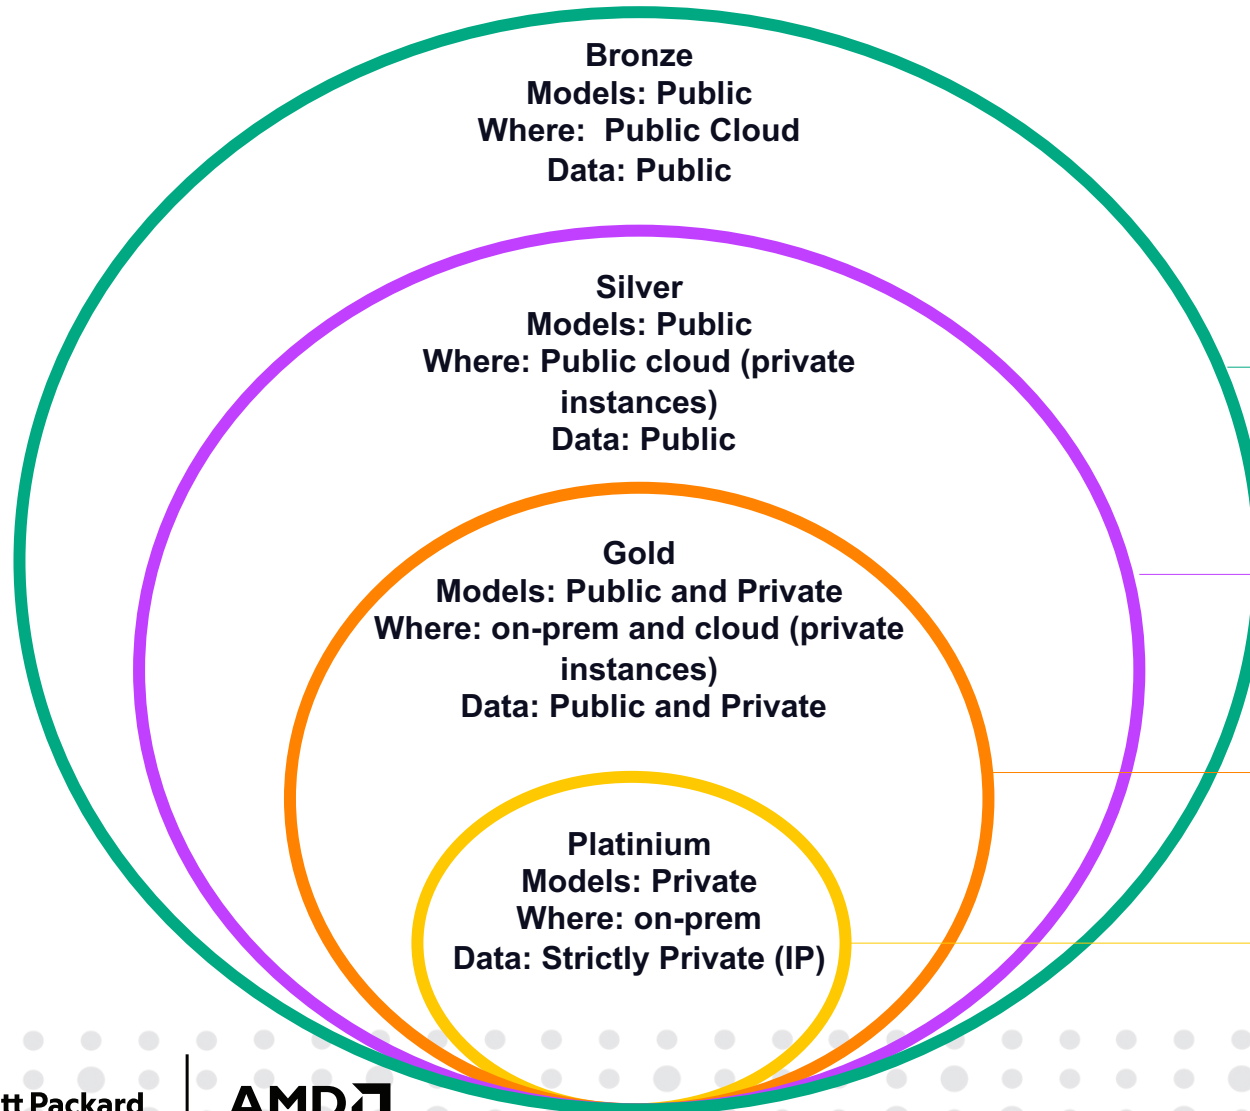 Bronze
Models: Public
Where:  Public Cloud
Data: Public
Silver
Models: Public
Where: Public cloud (private
instances)
Data: Public
Gold
Models: Public and Private
Where: on-prem and cloud (private
instances)
Data: Public and Private
Platinium
Models: Private
Where: on-prem
Data: Strictly Private (IP)
tt Packard
AMD